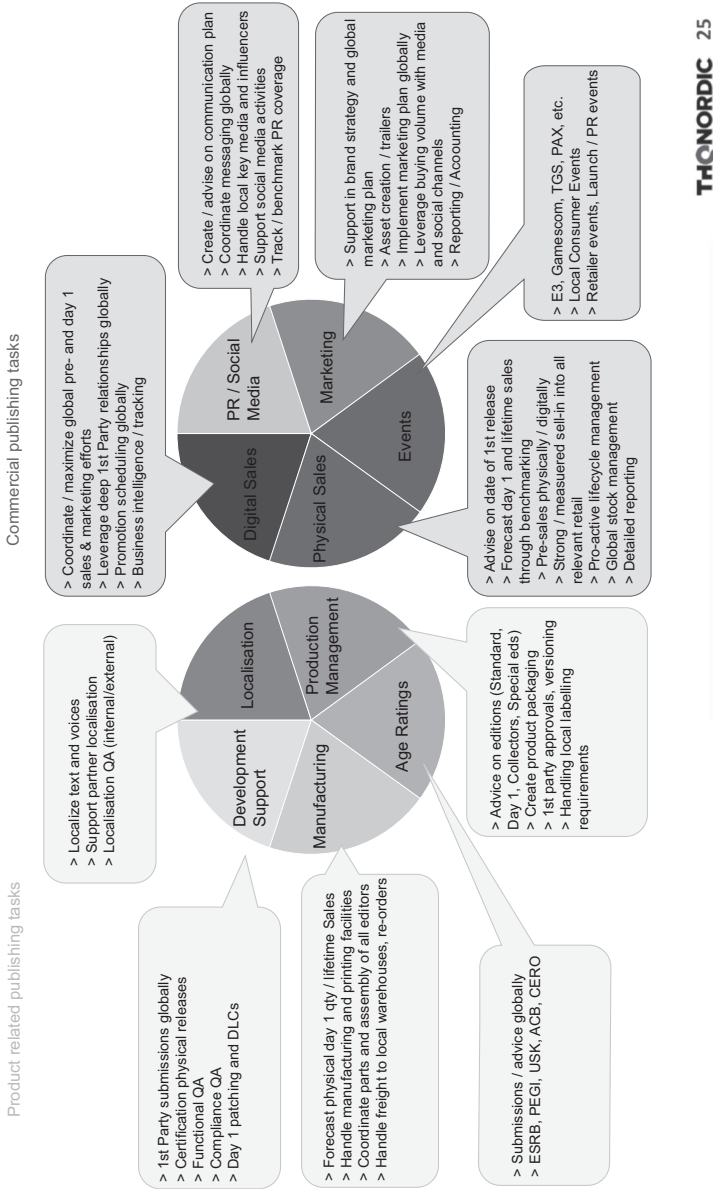 Product related publishing tasks
Commercial publishing tasks
> 1st Party submissions globally
> Certification physical releases
> Functional QA
> Compliance QA
> Day 1 patching and DLCs
> Localize text and voices
> Support partner localisation
> Localisation QA (internal/external)
> Forecast physical day 1 qty / lifetime Sales
> Handle manufacturing and printing facilities
> Coordinate parts and assembly of all editors
> Handle freight to local warehouses, re-orders
> Submissions / advice globally
> ESRB, PEGI, USK, ACB, CERO
> Advice on editions (Standard,
Day 1, Collectors, Special eds)
> Create product packaging
> 1st party approvals, versioning
> Handling local labelling
requirements
Development
Support
Localisation
Manufacturing
Production
Management
Age Ratings
> Coordinate / maximize global pre- and day 1
sales & marketing efforts
> Leverage deep 1st Party relationships globally
> Promotion scheduling globally
> Business intelligence / tracking
> Create / advise on communication plan
> Coordinate messaging globally
> Handle local key media and influencers
> Support social media activities
> Track / benchmark PR coverage
> Support in brand strategy and global
marketing plan
> Asset creation / trailers
> Implement marketing plan globally
> Leverage buying volume with media
and social channels
> Reporting / Accounting
Digital Sales
PR / Social
Media
Physical Sales
Marketing
Events
> Advise on date of 1st release
> Forecast day 1 and lifetime sales
through benchmarking
> Pre-sales physically / digitally
> Strong / measuered sell-in into all
relevant retail
> Pro-active lifecycle management
> Global stock management
> Detailed reporting
> E3, Gamescom, TGS, PAX, etc.
> Local Consumer Events
> Retailer events, Launch / PR events
THQNORDIC 25